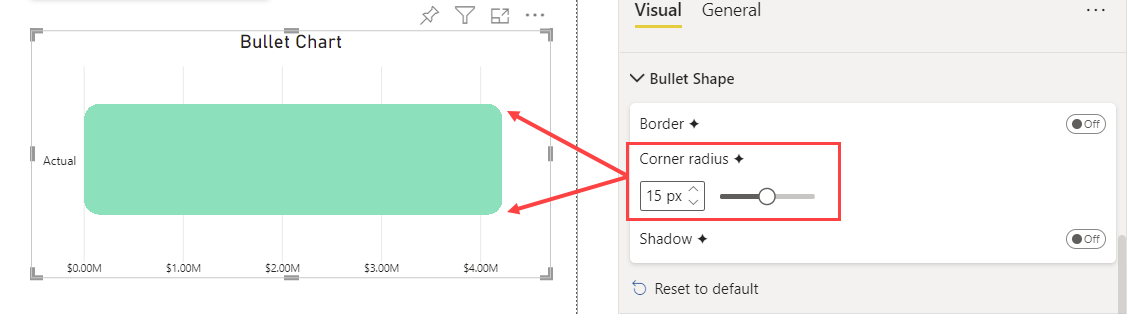 Bullet Chart
Actual
$0.00M $1.00M $2.00M $3.00M $4.00M
Visual General
Bullet Shape
Border
Off
Corner radius
15 px
Shadow
Off
Reset to default